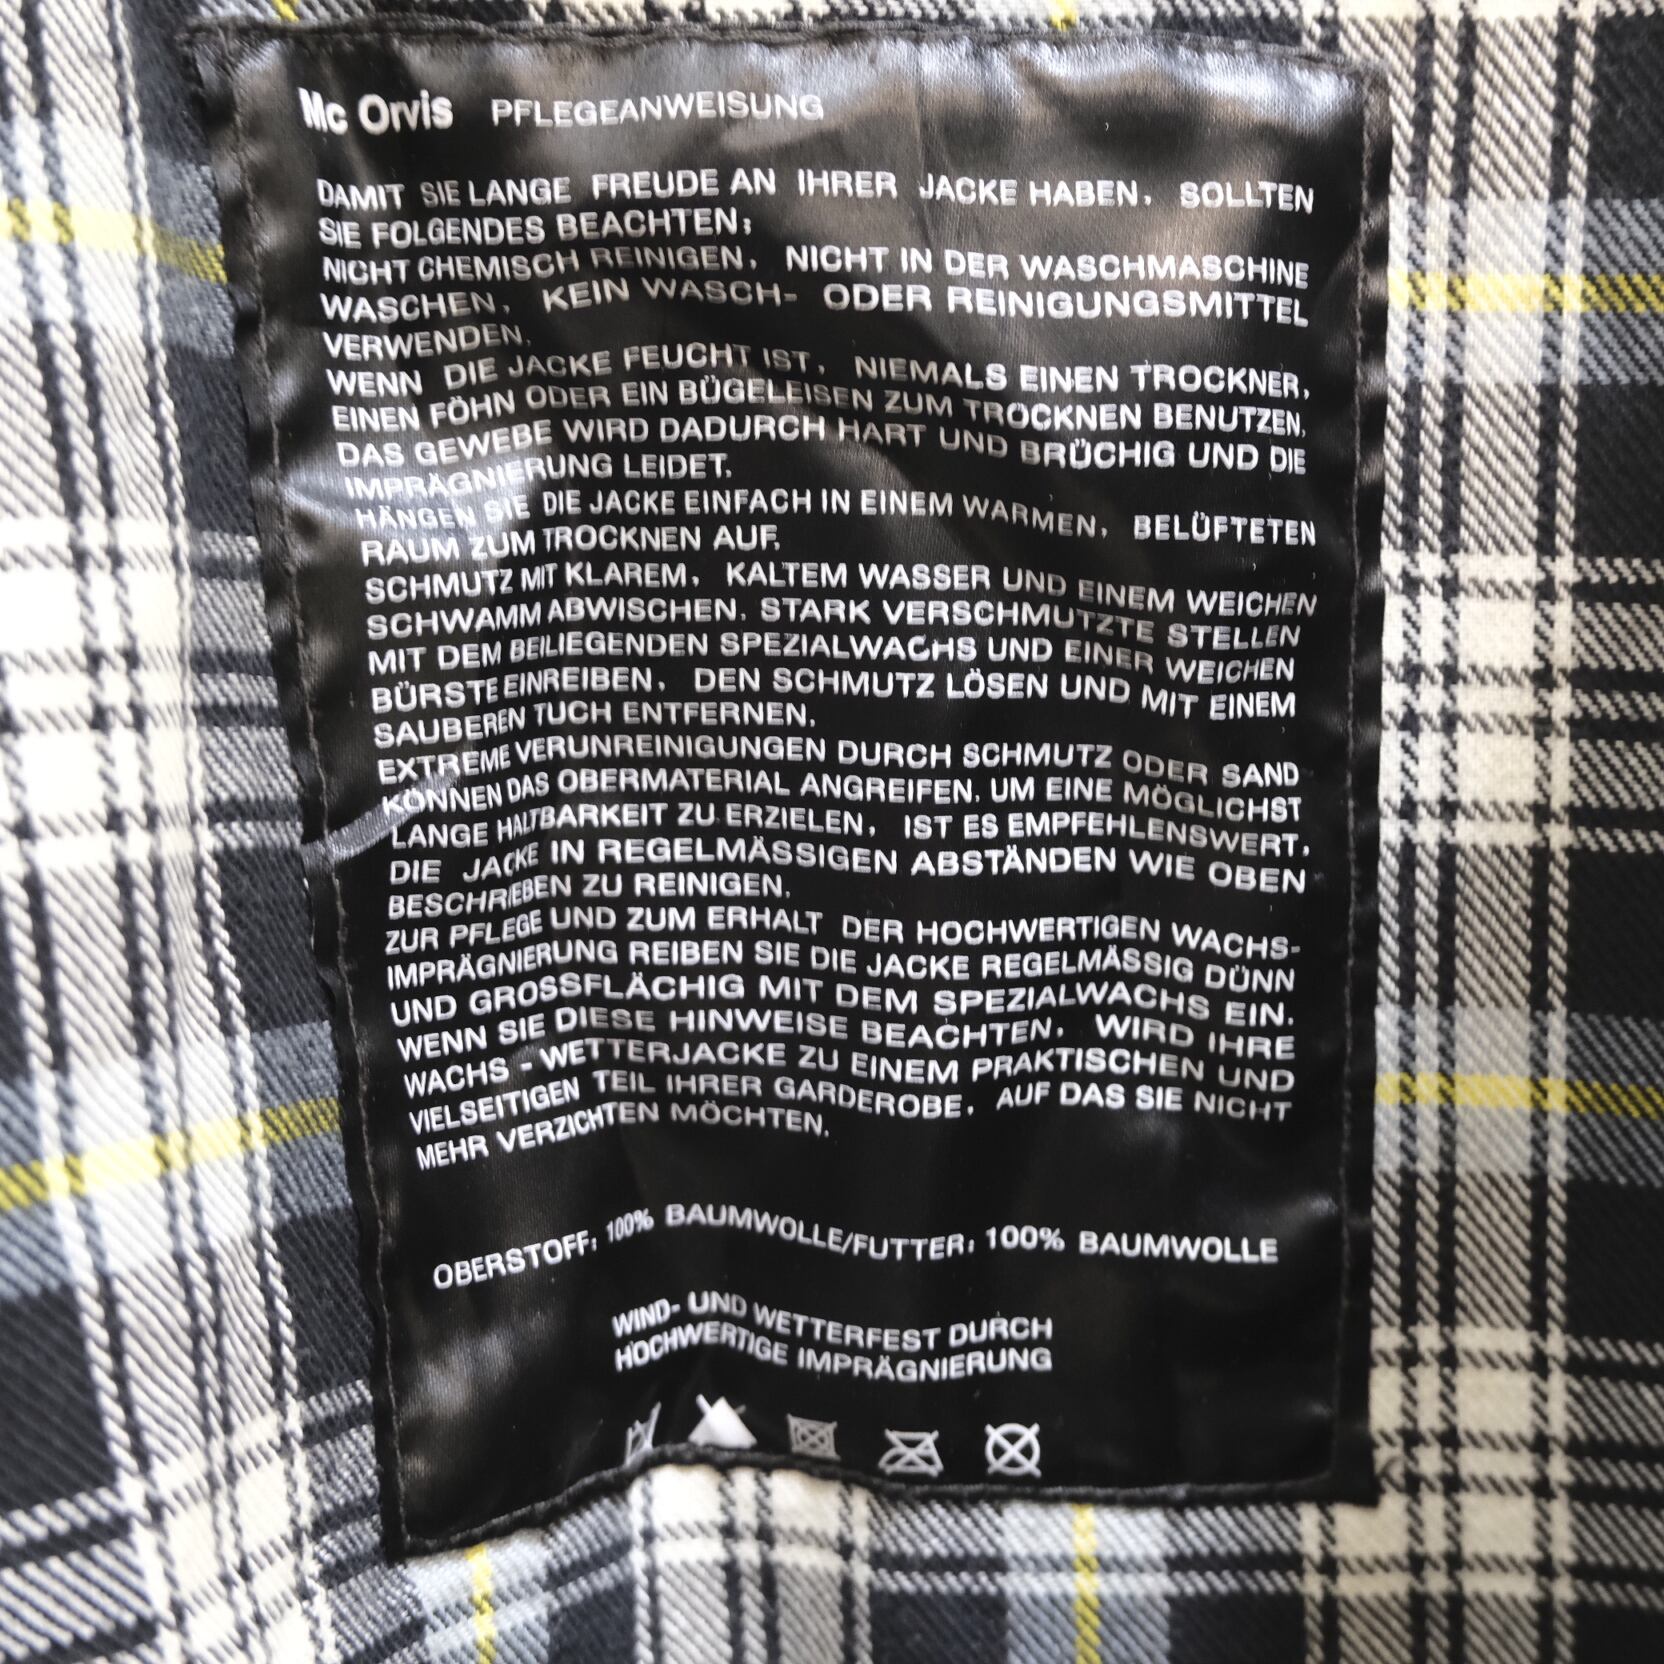 Mc Orvis PFLEGEANWEISUNG
DAMIT SIE LANGE FREUDE AN IHRER JACKE HABEN, SOLLTEN
SIE FOLGENDES BEACHTEN:
NICHT CHEMISCH REINIGEN, NICHT IN DER WASCHMASCHINE
WASCHEN, KEIN WASCH- ODER REINIGUNGSMITTEL
VERWENDEN.
WENN DIE JACKE FEUCHT IST, NIEMALS EINEN TROCKNER,
EINEN FÖHN ODER EIN BÜGELEISEN ZUM TROCKNEN BENUTZEN.
DAS GEWEBE WIRD DADURCH HART UND BRÜCHIG UND DIE
IMPRÄGNIERUNG LEIDET.
HÄNGEN SIE DIE JACKE EINFACH IN EINEM WARMEN, BELÜFTETEN
RAUM ZUM TROCKNEN AUF.
SCHMUTZ MIT KLAREM, KALTEM WASSER UND EINEM WEICHEN
SCHWAMM ABWISCHEN. STARK VERSCHMUTZTE STELLEN
MIT DEM BEILIEGENDEN SPEZIALWACHS UND EINER WEICHEN
BÜRSTE EINREIBEN, DEN SCHMUTZ LÖSEN UND MIT EINEM
SAUBEREN TUCH ENTFERNEN.
EXTREME VERUNREINIGUNGEN DURCH SCHMUTZ ODER SAND
KÖNNEN DAS OBERMATERIAL ANGREIFEN. UM EINE MÖGLICHST
LANGE HALTBARKEIT ZU ERZIELEN, IST ES EMPFEHLENSWERT,
DIE JACKE IN REGELMÄSSIGEN ABSTÄNDEN WIE OBEN
BESCHRIEBEN ZU REINIGEN.
ZUR PFLEGE UND ZUM ERHALT DER HOCHWERTIGEN WACHS-
IMPRÄGNIERUNG REIBEN SIE DIE JACKE REGELMÄSSIG DÜNN
UND GROSSFLÄCHIG MIT DEM SPEZIALWACHS EIN.
WENN SIE DIESE HINWEISE BEACHTEN, WIRD IHRE
WACHS - WETTERJACKE ZU EINEM PRAKTISCHEN UND
VIELSEITIGEN TEIL IHRER GARDEROBE, AUF DAS SIE NICHT
MEHR VERZICHTEN MÖCHTEN.
OBERSTOFF: 100% BAUMWOLLE/FUTTER: 100% BAUMWOLLE
WIND- UND WETTERFEST DURCH
HOCHWERTIGE IMPRÄGNIERUNG